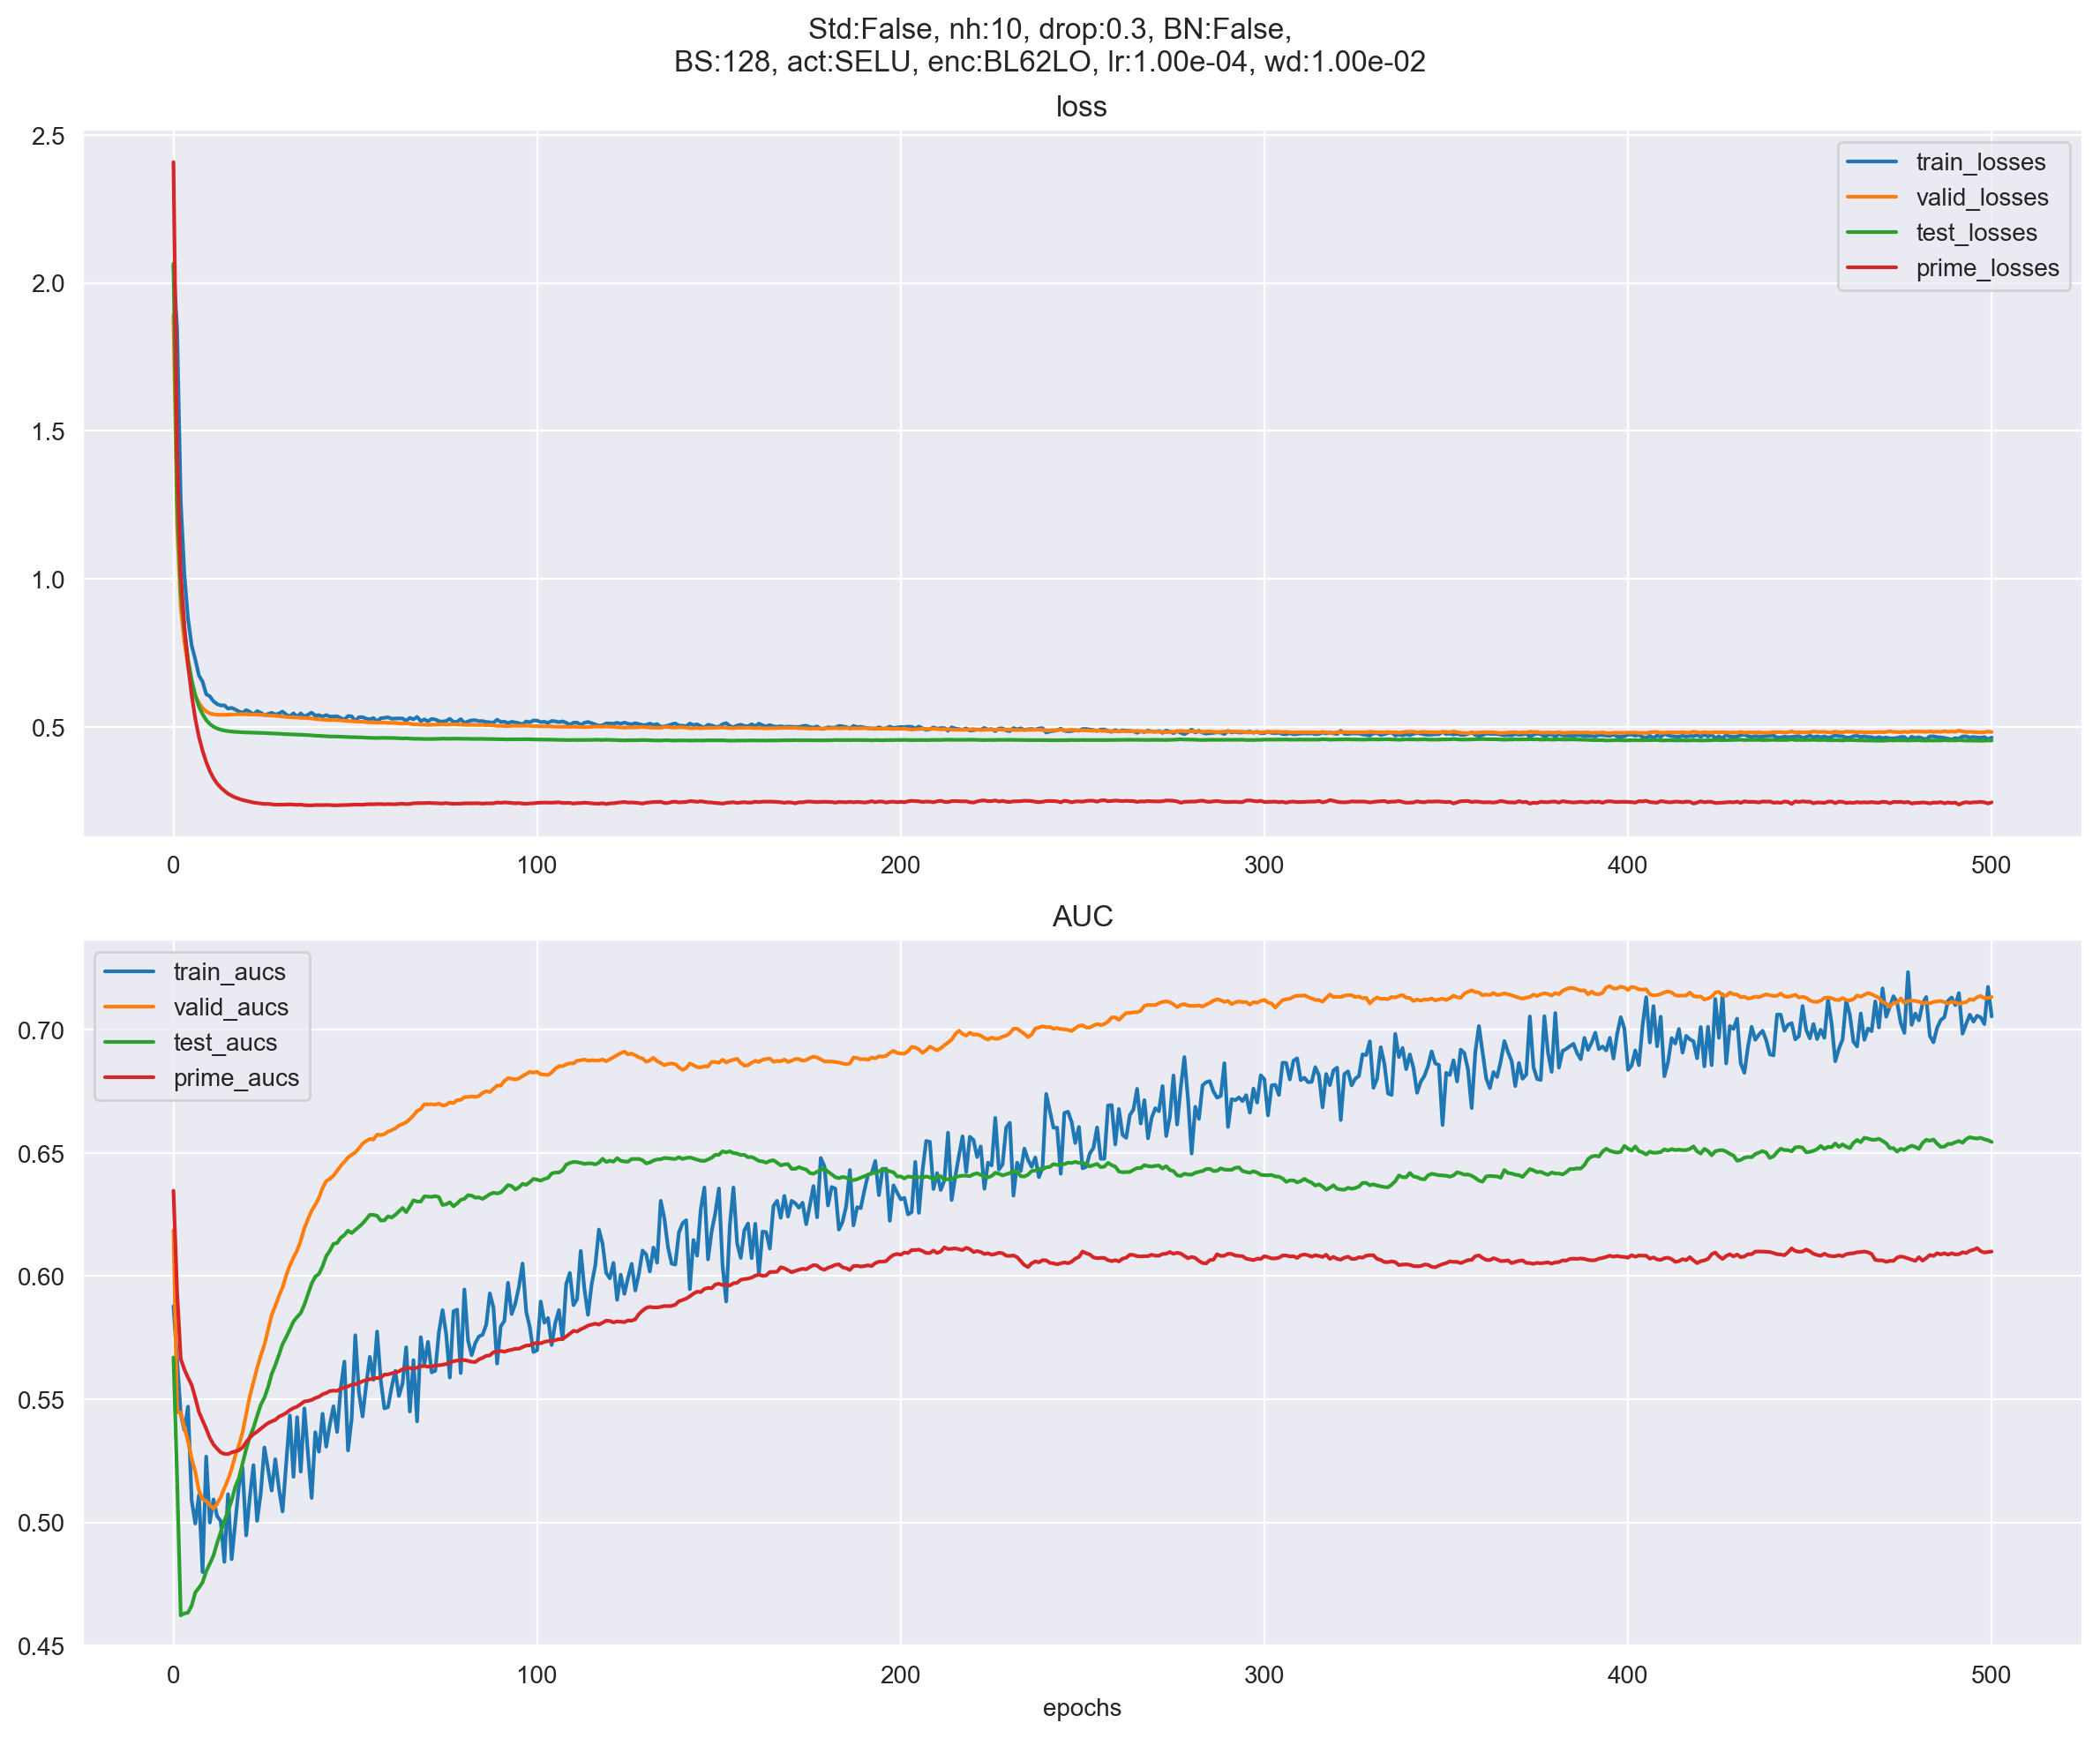 Std:False, nh:10, drop:0.3, BN:False,
BS:128, act:SELU, enc:BL62LO, lr:1.00e-04, wd:1.00e-02
loss
2.5
2.0
1.5
1.0
0.5
train_losses
valid_losses
test_losses
prime_losses
0 100 200 300 400 500
AUC
train_aucs
valid_aucs
test_aucs
prime_aucs
0.70
0.65
0.60
0.55
0.50
0.45
0 100 200 300 400 500
epochs